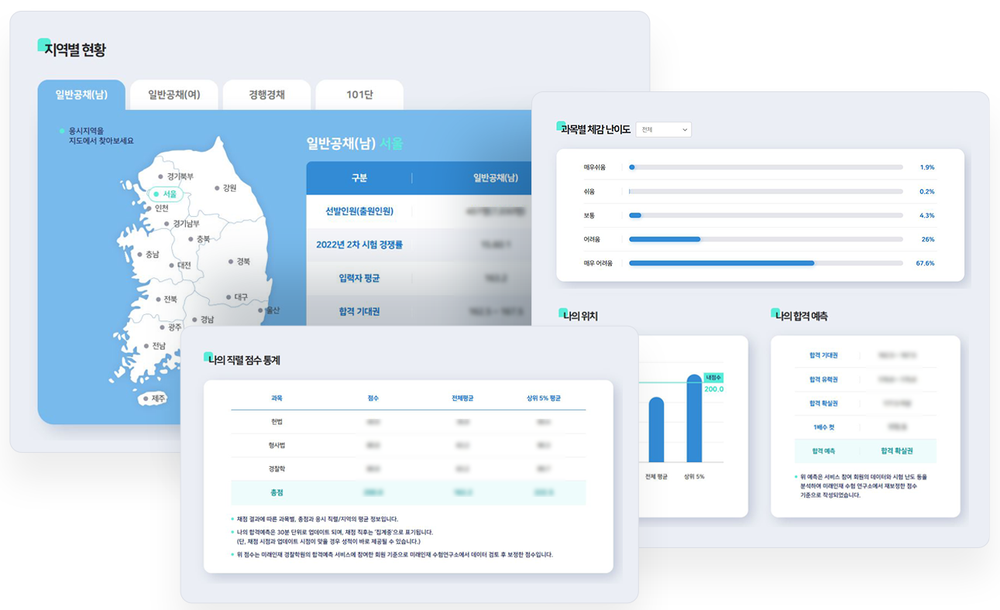 지역별 현황
일반공채(남) 일반공채(여) 경행경채 101단
응시지역을
지도에서 찾아보세요
경기북부
강원
서울
인천
경기남부
충북
충남
대전
경북
전북
대구
울산
경남
광주
전남
제주
일반공채(남) 서울
구분 일반공채(남)
선발인원(출원인원)
2022년 2차 시험 경쟁률
입력자 평균
합격 기대권
과목별 체감 난이도 전체
매우쉬움 1.9%
쉬움 0.2%
보통 4.3%
어려움 26%
매우 어려움 67.6%
나의 위치
내점수
200.0
전체 평균 상위 5%
나의 합격 예측
합격 기대권
합격 유력권
합격 확실권
1배수 컷
합격 예측 합격 확실권
위 예측은 서비스 참여 회원의 데이터와 시험 난도 등을
분석하여 미래인재 수험 연구소에서 재보정한 점수
기준으로 작성되었습니다.
나의 직렬 점수 통계
과목 점수 전체평균 상위 5% 평균
헌법
형사법
경찰학
총점
채점 결과에 따른 과목별, 총점과 응시 직렬/지역의 평균 정보입니다.
나의 합격예측은 30분 단위로 업데이트 되며, 채점 직후는 '집계중'으로 표기됩니다.
(단, 채점 시점과 업데이트 시점이 맞을 경우 성적이 바로 제공될 수 있습니다.)
위 점수는 미래인재 경찰학원의 합격예측 서비스에 참여한 회원 기준으로 미래인재 수험연구소에서 데이터 검토 후 보정한 점수입니다.